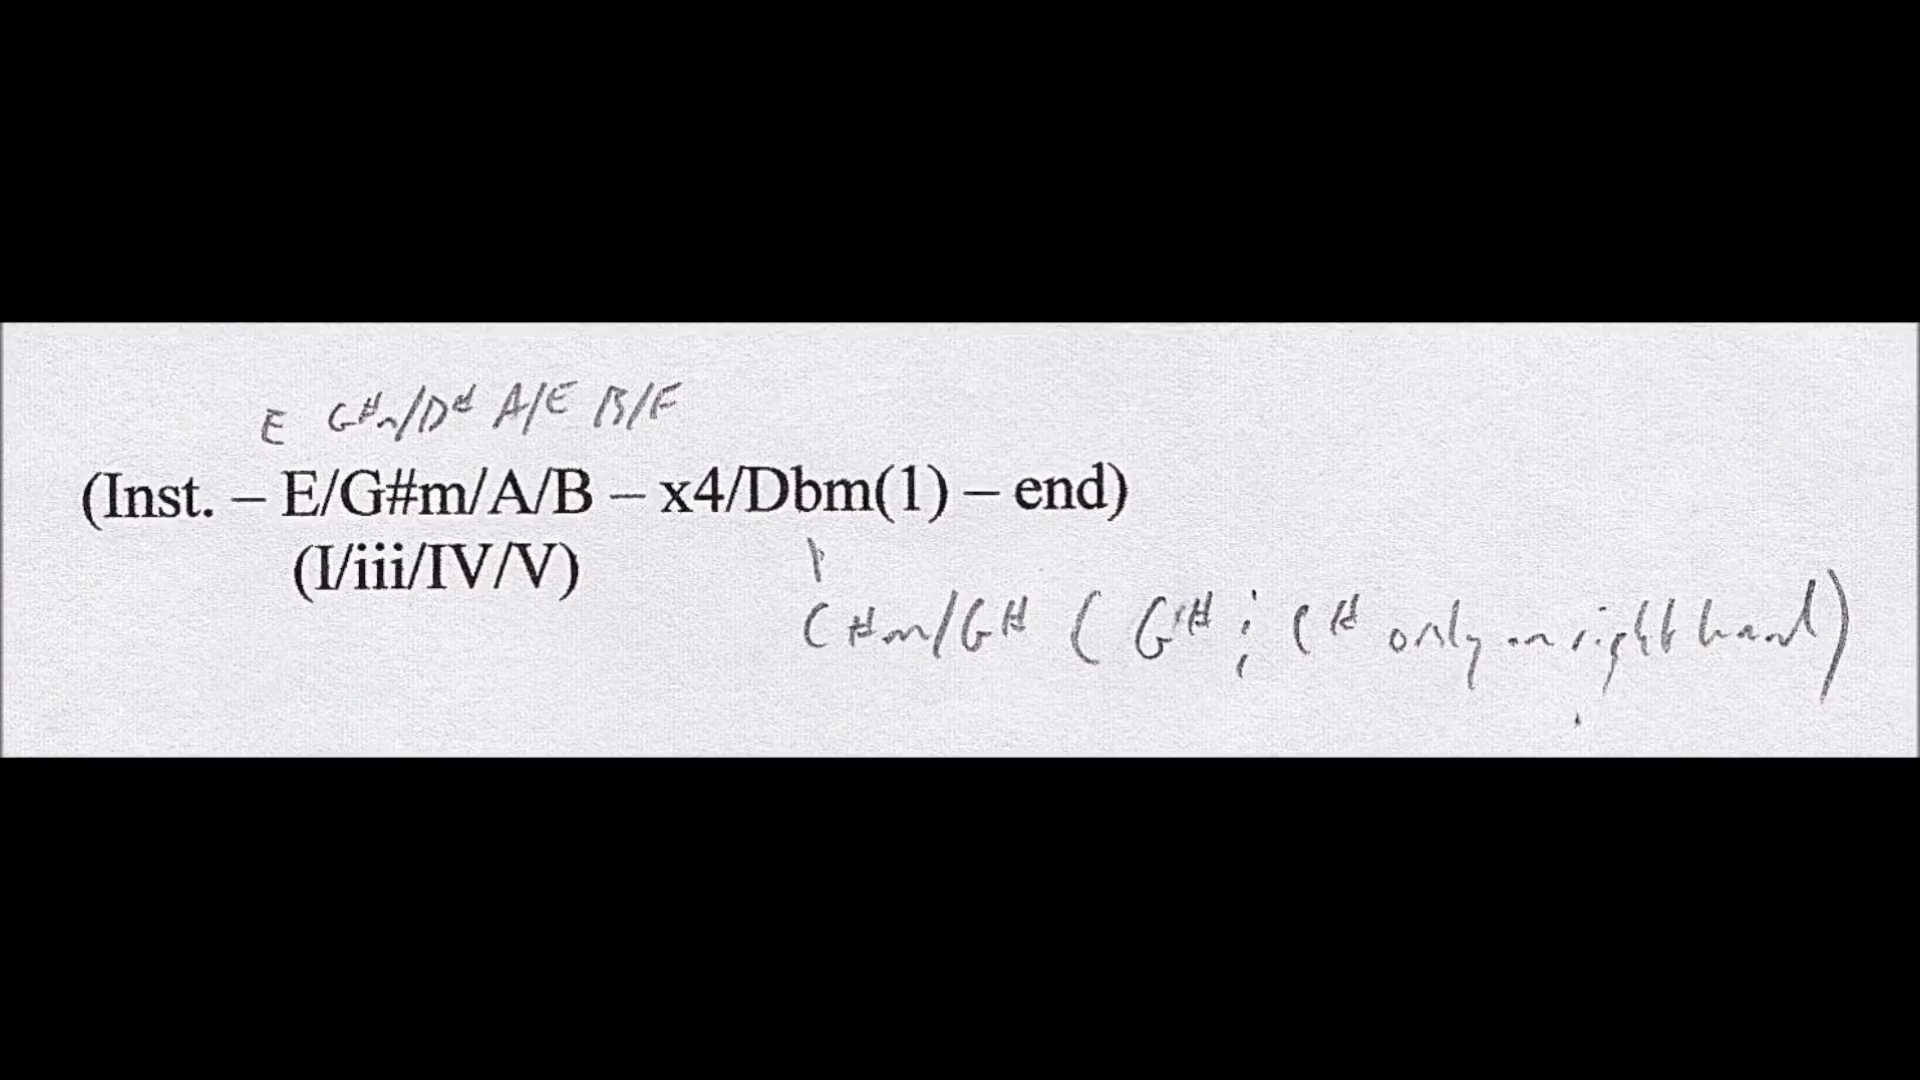 E G#m/D# A/E B/F
(Inst. – E/G#m/A/B – x4/Dbm(1) – end)
(I/iii/IV/V)
C#m/G# ( G# ; C# only on right hand)